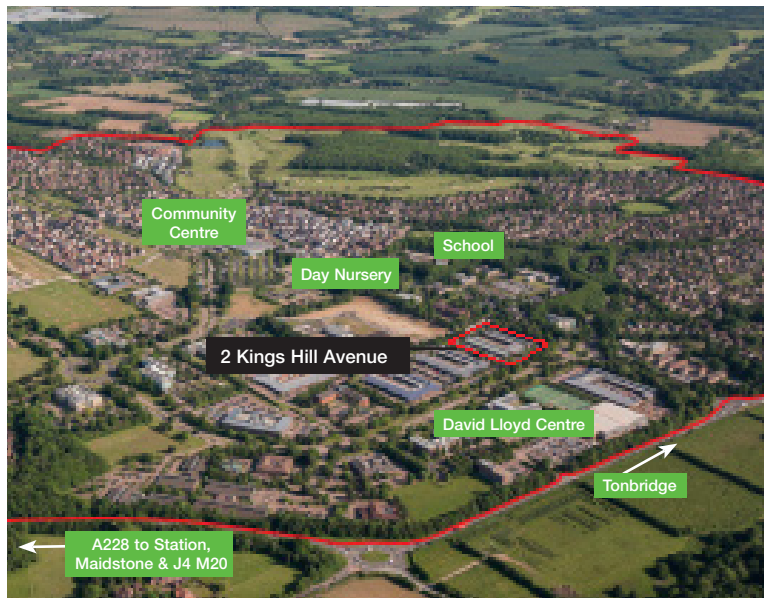 Community
Centre
School
Day Nursery
2 Kings Hill Avenue
David Lloyd Centre
Tonbridge
A228 to Station,
Maidstone & J4 M20